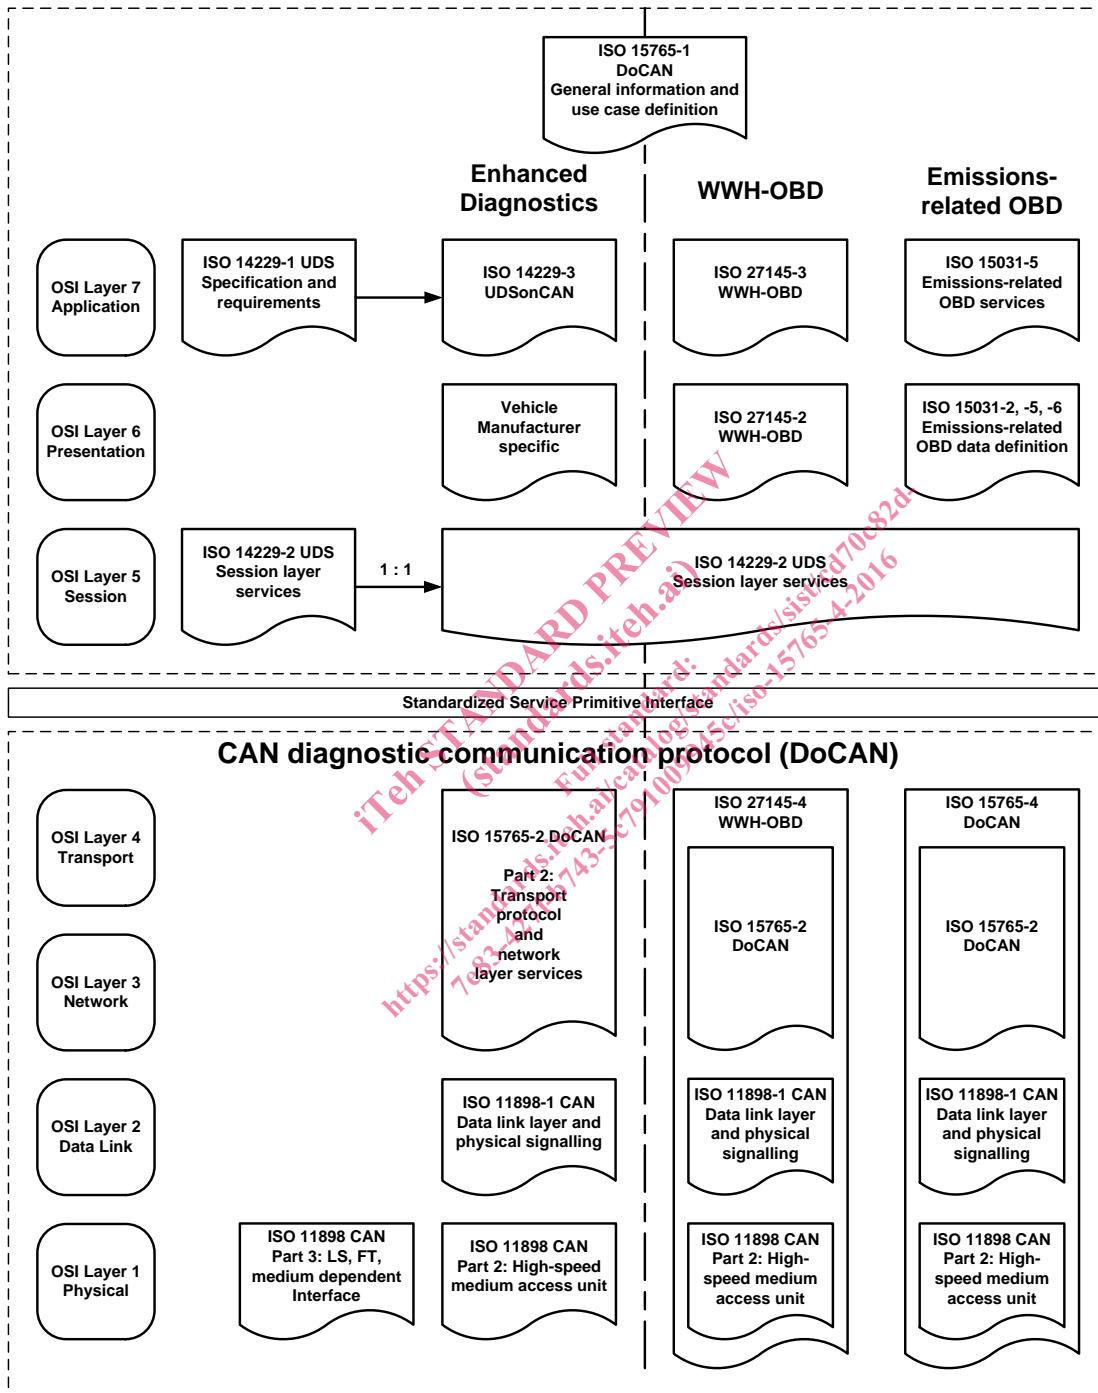 ISO 15765-1
DoCAN
General information and
use case definition
Enhanced
Diagnostics
WWH-OBD
Emissions-
related OBD
OSI Layer 7
Application
ISO 14229-1 UDS
Specification and
requirements
ISO 14229-3
UDSonCAN
ISO 27145-3
WWH-OBD
ISO 15031-5
Emissions-related
OBD services
OSI Layer 6
Presentation
Vehicle
Manufacturer
specific
ISO 27145-2
WWH-OBD
ISO 15031-2, -5, -6
Emissions-related
OBD data definition
OSI Layer 5
Session
ISO 14229-2 UDS
Session layer
services
1 : 1
ISO 14229-2 UDS
Session layer services
Standardized Service Primitive Interface
CAN diagnostic communication protocol (DoCAN)
OSI Layer 4
Transport
ISO 15765-2 DoCAN
Part 2:
Transport
protocol
and
network
layer services
ISO 27145-4
WWH-OBD
ISO 15765-2
DoCAN
ISO 15765-4
DoCAN
ISO 15765-2
DoCAN
OSI Layer 3
Network
OSI Layer 2
Data Link
ISO 11898-1 CAN
Data link layer and
physical signalling
ISO 11898-1 CAN
Data link layer
and physical
signalling
ISO 11898-1 CAN
Data link layer
and physical
signalling
OSI Layer 1
Physical
ISO 11898 CAN
Part 3: LS, FT,
medium dependent
Interface
ISO 11898 CAN
Part 2: High-speed
medium access unit
ISO 11898 CAN
Part 2: High-
speed medium
access unit
ISO 11898 CAN
Part 2: High-
speed medium
access unit
iTeh STANDARD PREVIEW
(standards.iteh.ai)
Full standard: